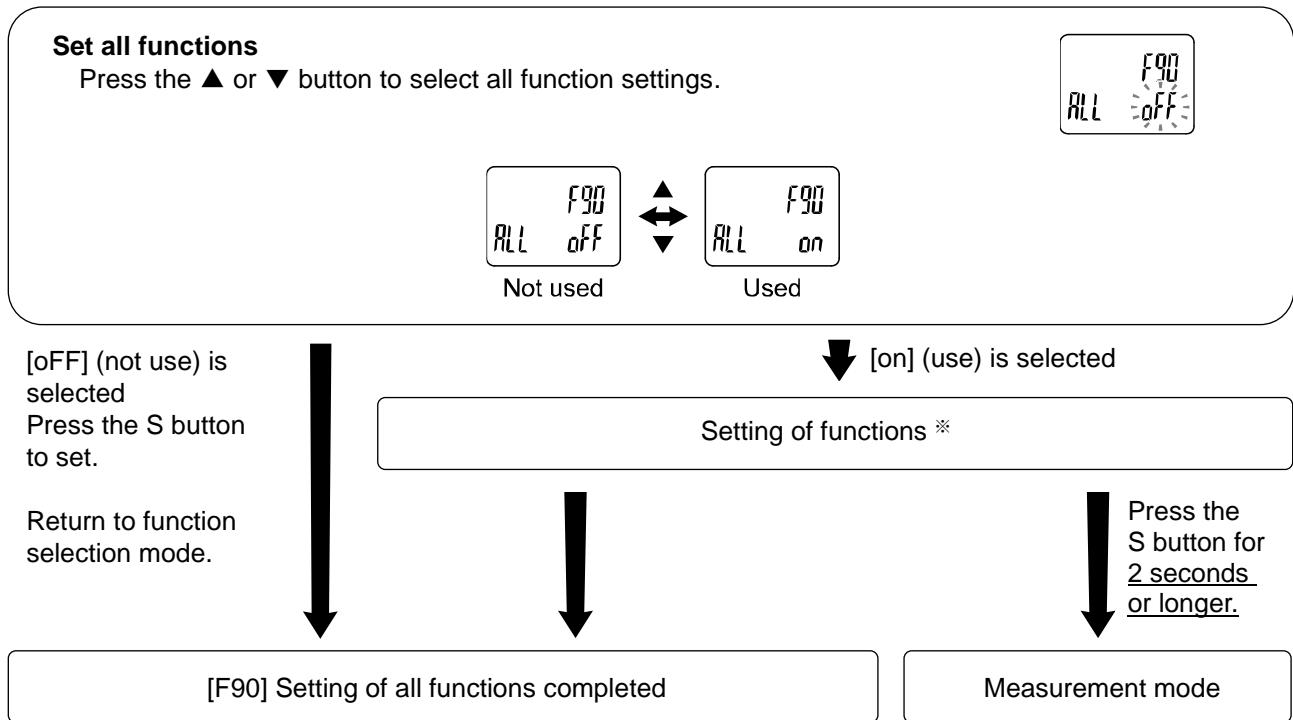 Set all functions
Press the ▲ or ▼ button to select all function settings.
F90
ALL oFF
F90
ALL oFF
Not used
▲
▼
F90
ALL on
Used
[oFF] (not use) is
selected
Press the S button
to set.
Return to function
selection mode.
[on] (use) is selected
Setting of functions ※
Press the
S button for
2 seconds
or longer.
[F90] Setting of all functions completed
Measurement mode